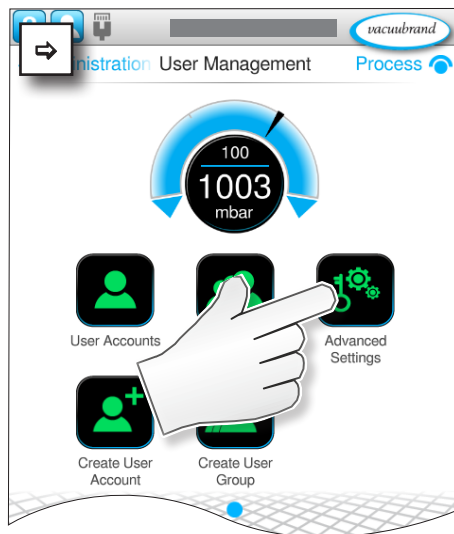 vacuubrand
nistration User Management Process
100
1003
mbar
User Accounts
Advanced
Settings
Create User
Account
Create User
Group